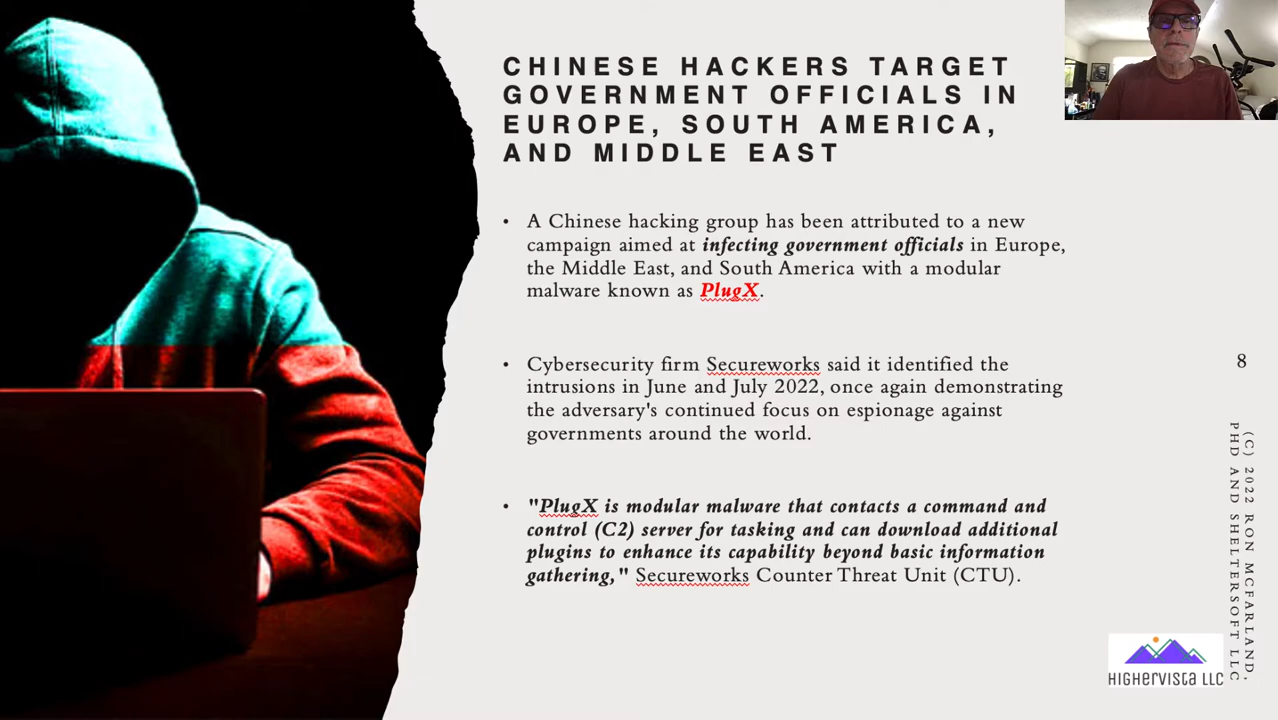 CHINESE HACKERS TARGET
GOVERNMENT OFFICIALS IN
EUROPE, SOUTH AMERICA,
AND MIDDLE EAST
• A Chinese hacking group has been attributed to a new
campaign aimed at infecting government officials in Europe,
the Middle East, and South America with a modular
malware known as PlugX.
• Cybersecurity firm Secureworks said it identified the
intrusions in June and July 2022, once again demonstrating
the adversary's continued focus on espionage against
governments around the world.
• "PlugX is modular malware that contacts a command and
control (C2) server for tasking and can download additional
plugins to enhance its capability beyond basic information
gathering," Secureworks Counter Threat Unit (CTU).
8
(C) 2022 RON MCFARLAND,
PHD AND SHELTERSOFT LLC
HIGHERVISTA LLC